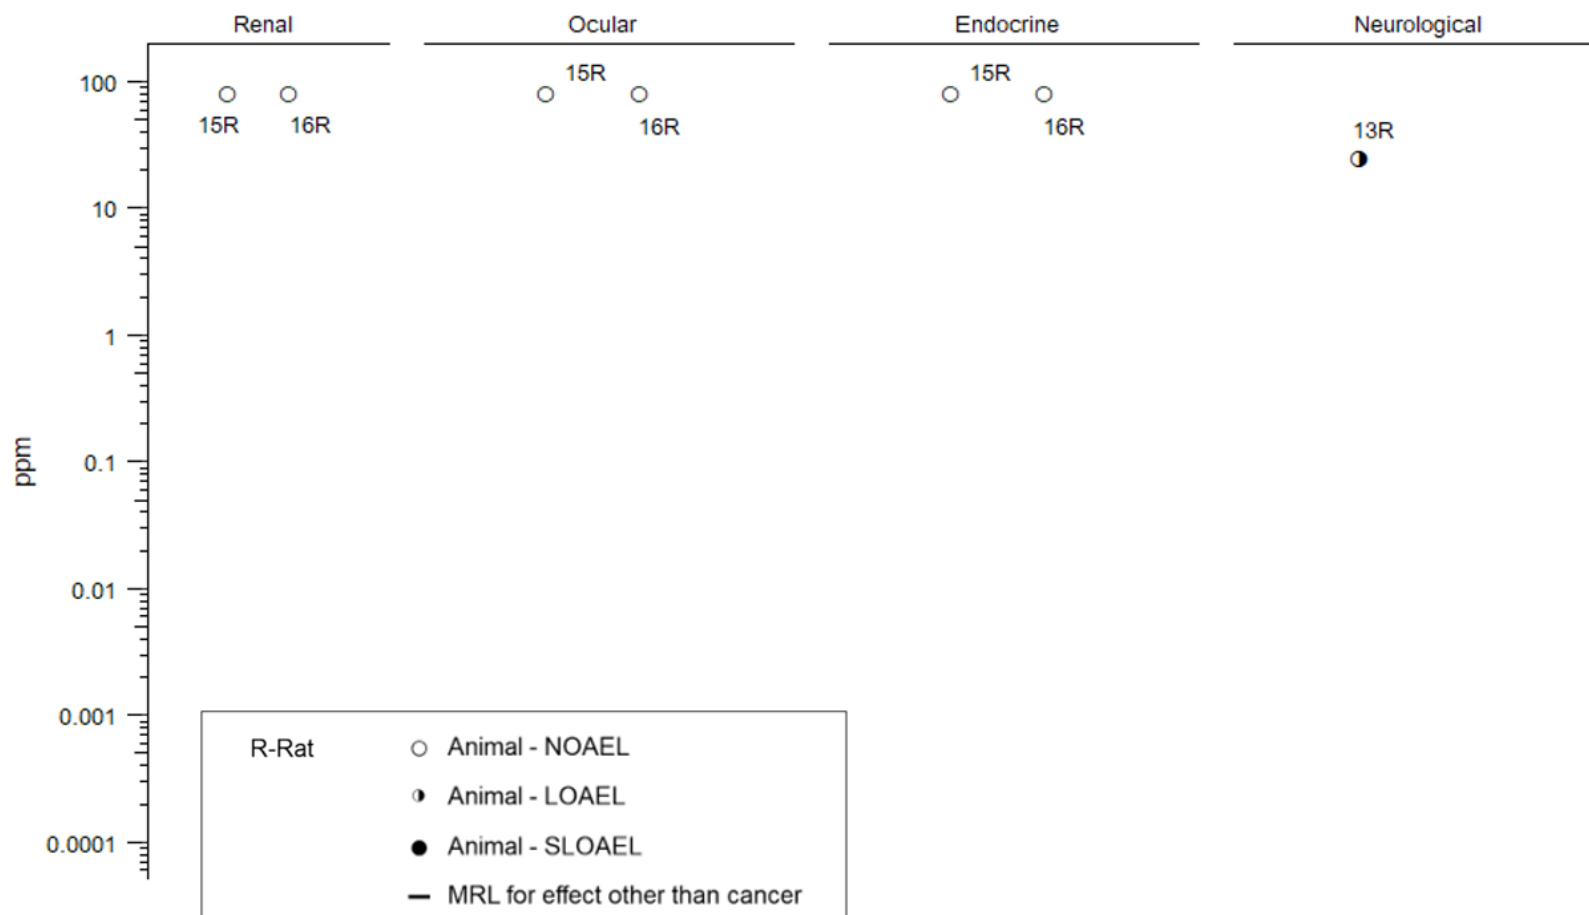 Renal Ocular Endocrine Neurological
100 15R 15R
15R 16R 16R 16R 13R
10
1
ppm
0.1
0.01
0.001
R-Rat Animal - NOAEL
Animal - LOAEL
0.0001 Animal - SLOAEL
MRL for effect other than cancer